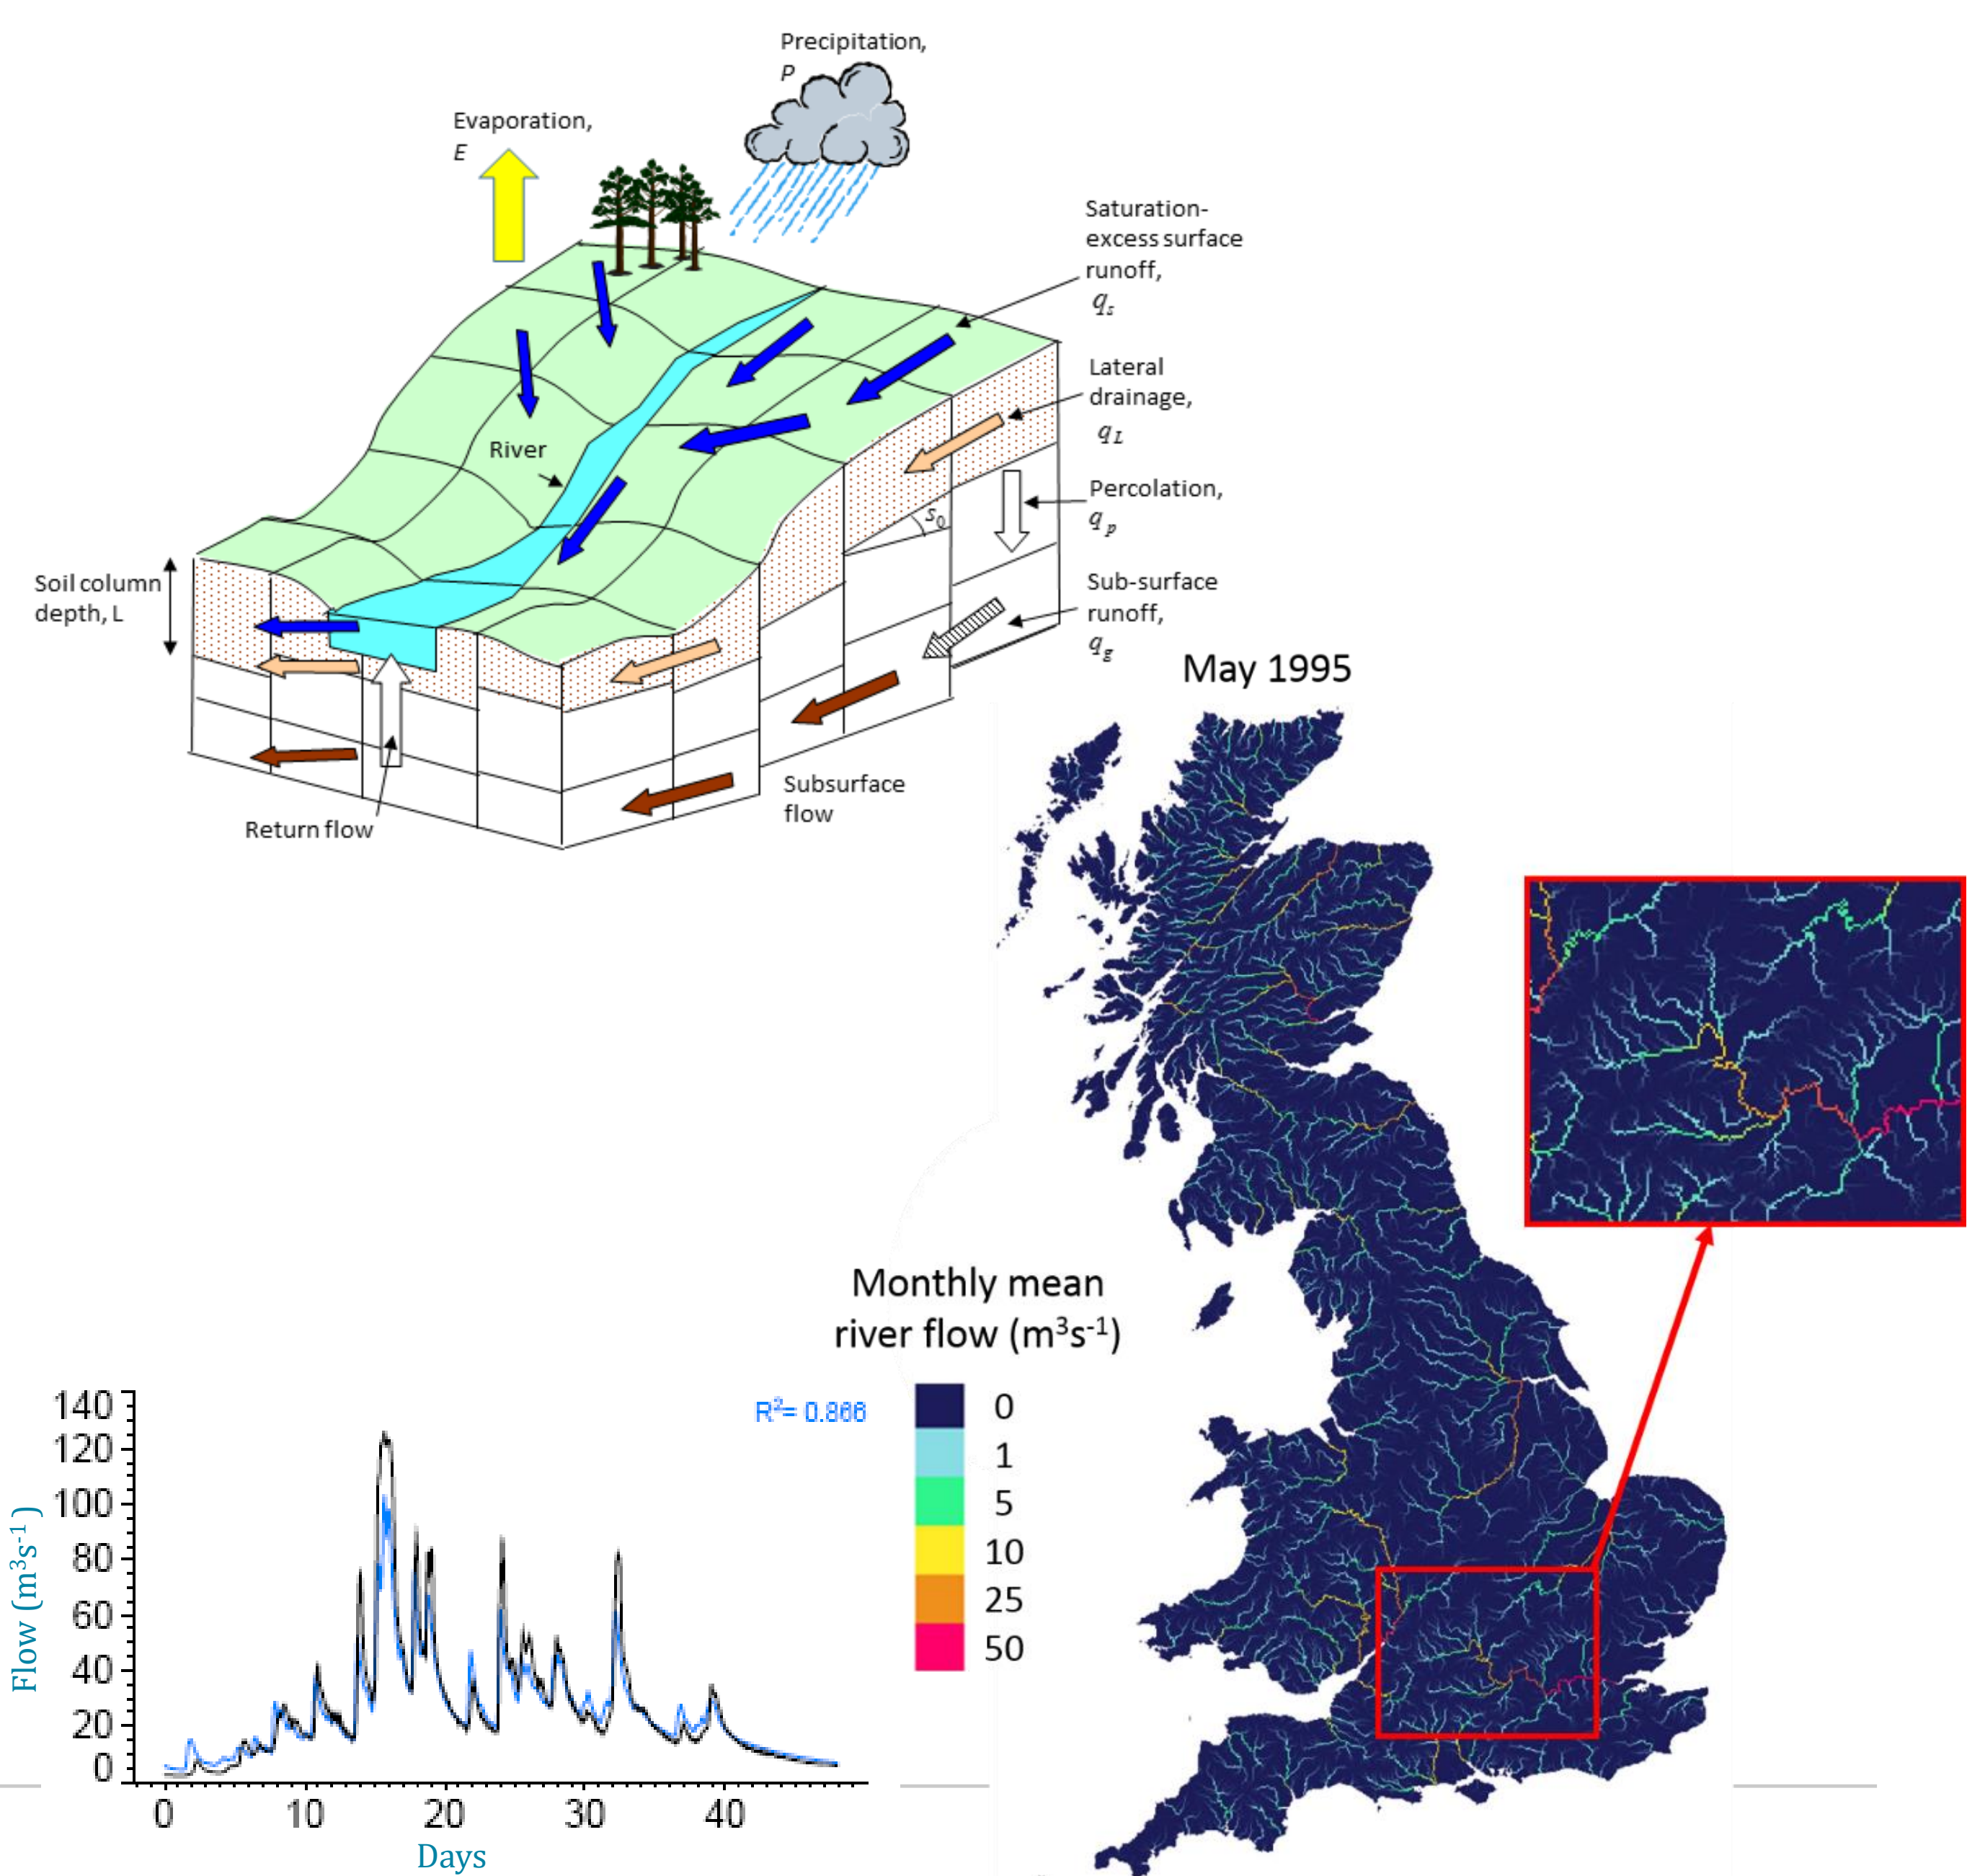 Precipitation,
P
Evaporation,
E
Saturation-
excess surface
runoff,
qs
Lateral
drainage,
qL
River
Percolation,
qp
S0
Soil column
depth, L
Sub-surface
runoff,
qg
Subsurface
flow
Return flow
May 1995
Monthly mean
river flow (m³s⁻¹)
0
1
5
10
25
50
R²= 0.866
140
120
100
80
60
40
20
0
Flow (m³s⁻¹)
0 10 20 30 40
Days